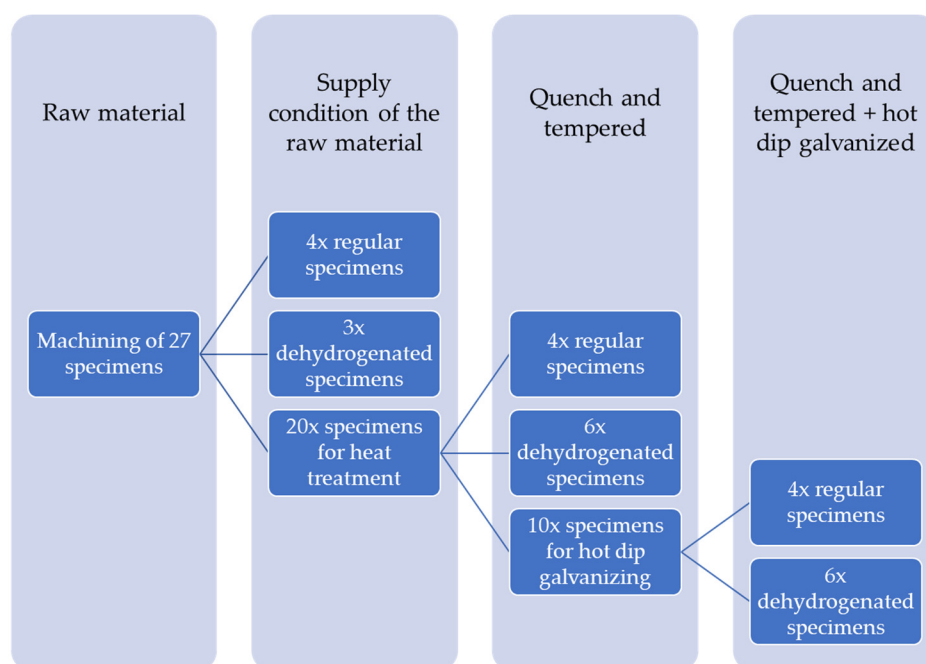 Raw material
Supply
condition of the
raw material
Quench and
tempered
Quench and
tempered + hot
dip galvanized
Machining of 27
specimens
4x regular
specimens
3x
dehydrogenated
specimens
20x specimens
for heat
treatment
4x regular
specimens
6x
dehydrogenated
specimens
10x specimens
for hot dip
galvanizing
4x regular
specimens
6x
dehydrogenated
specimens